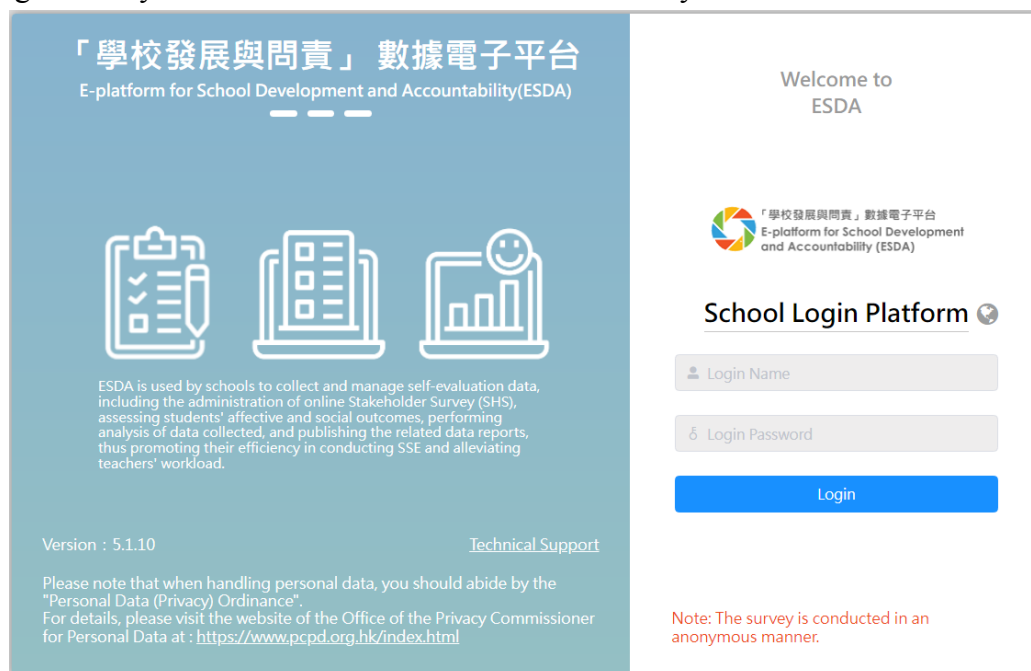 「學校發展與問責」 數據電子平台
E-platform for School Development and Accountability(ESDA)
ESDA is used by schools to collect and manage self-evaluation data,
including the administration of online Stakeholder Survey (SHS),
assessing students' affective and social outcomes, performing
analysis of data collected, and publishing the related data reports,
thus promoting their efficiency in conducting SSE and alleviating
teachers' workload.
Version : 5.1.10
Technical Support
Please note that when handling personal data, you should abide by the
"Personal Data (Privacy) Ordinance".
For details, please visit the website of the Office of the Privacy Commissioner
for Personal Data at : https://www.pcpd.org.hk/index.html
Welcome to
ESDA
「學校發展與問責」數據電子平台
E-platform for School Development
and Accountability (ESDA)
School Login Platform
Login Name
Login Password
Login
Note: The survey is conducted in an
anonymous manner.